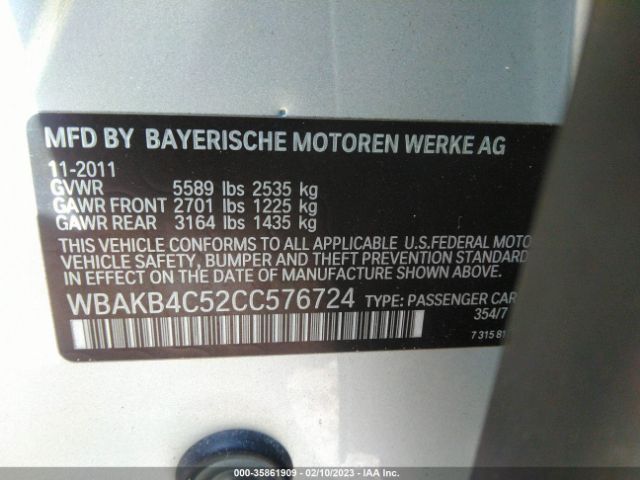 MFD BY BAYERISCHE MOTOREN WERKE AG
11-2011
GVWR 5589 lbs 2535 kg
GAWR FRONT 2701 lbs 1225 kg
GAWR REAR 3164 lbs 1435 kg
THIS VEHICLE CONFORMS TO ALL APPLICABLE U.S.FEDERAL MOTO
VEHICLE SAFETY, BUMPER AND THEFT PREVENTION STANDARD
IN EFFECT ON THE DATE OF MANUFACTURE SHOWN ABOVE.
WBAKB4C52CC576724 TYPE: PASSENGER CAR
354/7
7 315 81
000-35861909 - 02/10/2023 - IAA Inc.